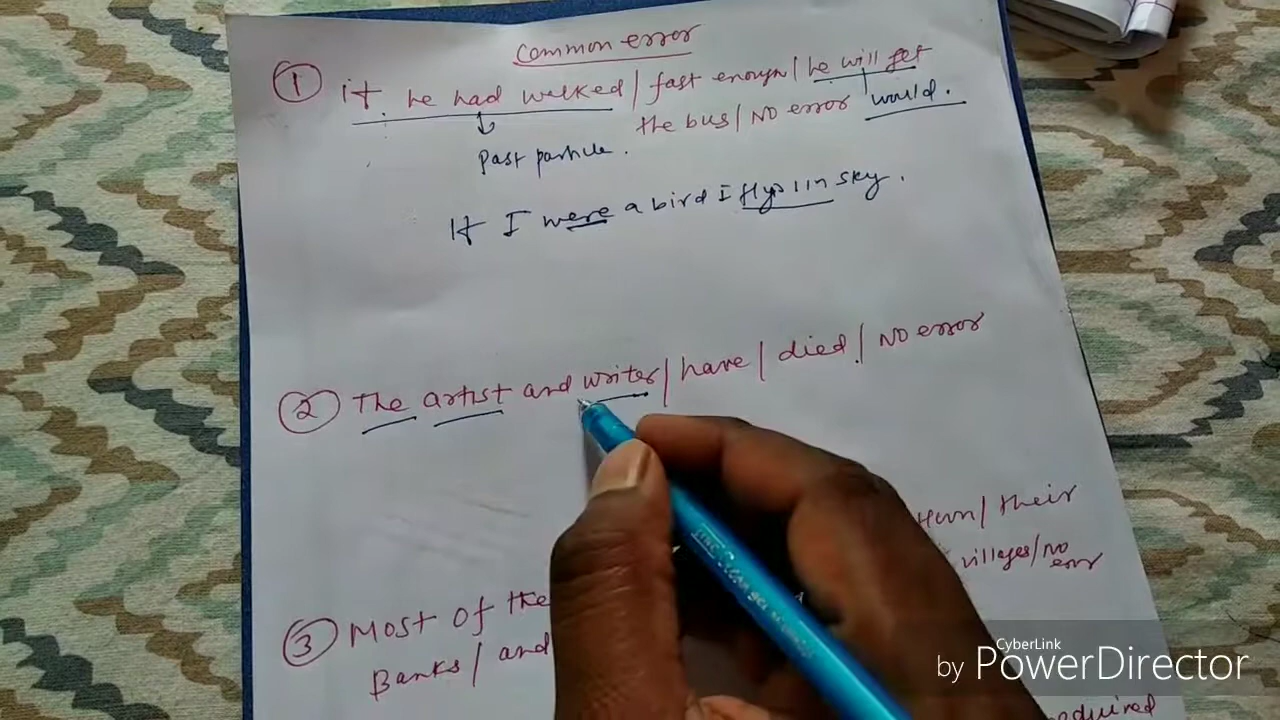 Common error
① if he had walked / fast enough / he will get
the bus / No error would.
Past participle.
If I were a bird I in sky.
② The artist and writer / have / died. / No error
/ their
villages / no
error
③ Most of the
Banks / and
CyberLink
by PowerDirector